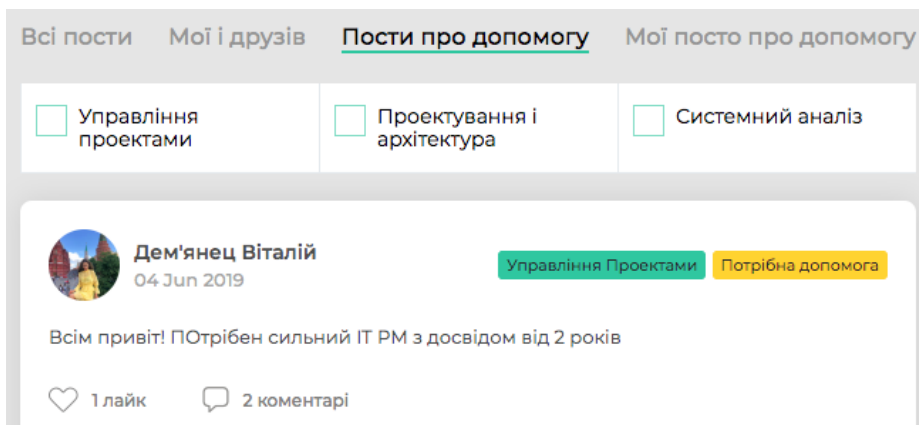 Всі пости Мої і друзів Пости про допомогу Мої посто про допомогу
Управління
проектами
Проектування і
архітектура
Системний аналіз
Дем'янец Віталій
04 Jun 2019
Управління Проектами Потрібна допомога
Всім привіт! ПОтрібен сильний IT PM з досвідом від 2 років
1 лайк 2 коментарі